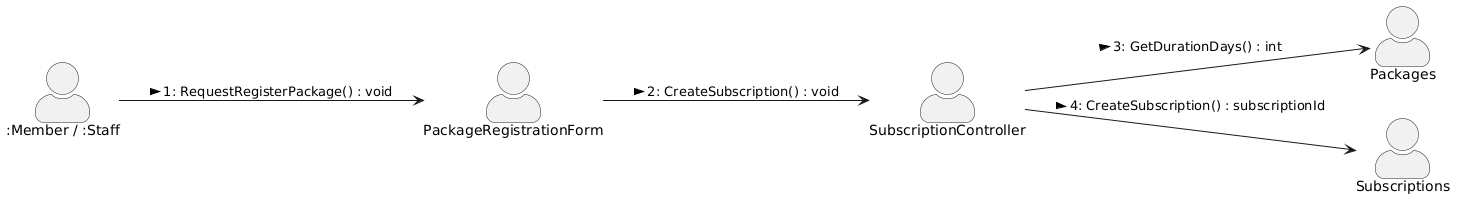 :Member / :Staff
1: RequestRegisterPackage() : void
PackageRegistrationForm
2: CreateSubscription() : void
SubscriptionController
3: GetDurationDays() : int
Packages
4: CreateSubscription() : subscriptionId
Subscriptions